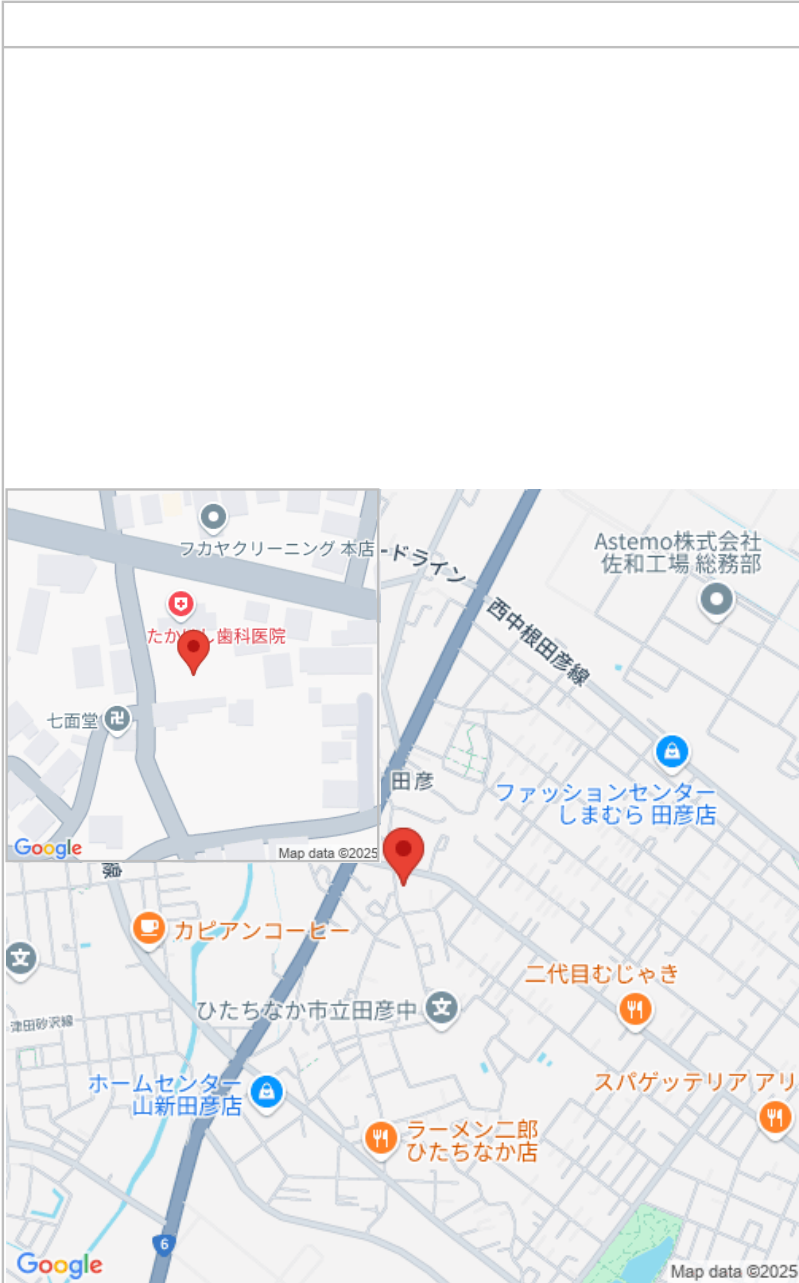 フカヤクリーニング 本店
たか
し歯科医院
七面堂
Google
Map data ©2025
ードライン
西中根田彦線
Astemo株式会社
佐和工場 総務部
ファッションセンター
しまむら 田彦店
田彦
線
カピアンコーヒー
文
二代目むじゃき
ひたちなか市立田彦中
文
津田砂沢線
ホームセンター
山新田彦店
スパゲッテリア アリ
ラーメン二郎
ひたちなか店
6
Google
Map data ©2025